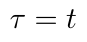 τ = t